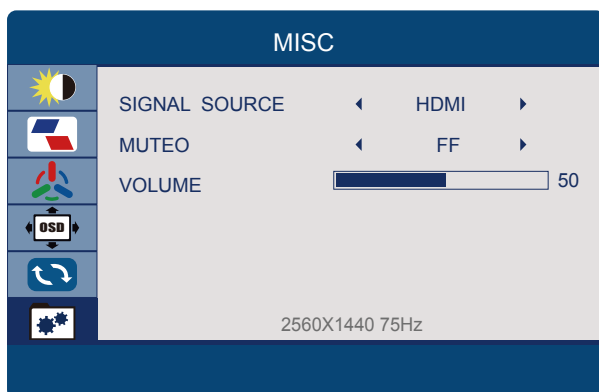 MISC
SIGNAL SOURCE HDMI
MUTEO FF
VOLUME 50
OSD
2560X1440 75Hz